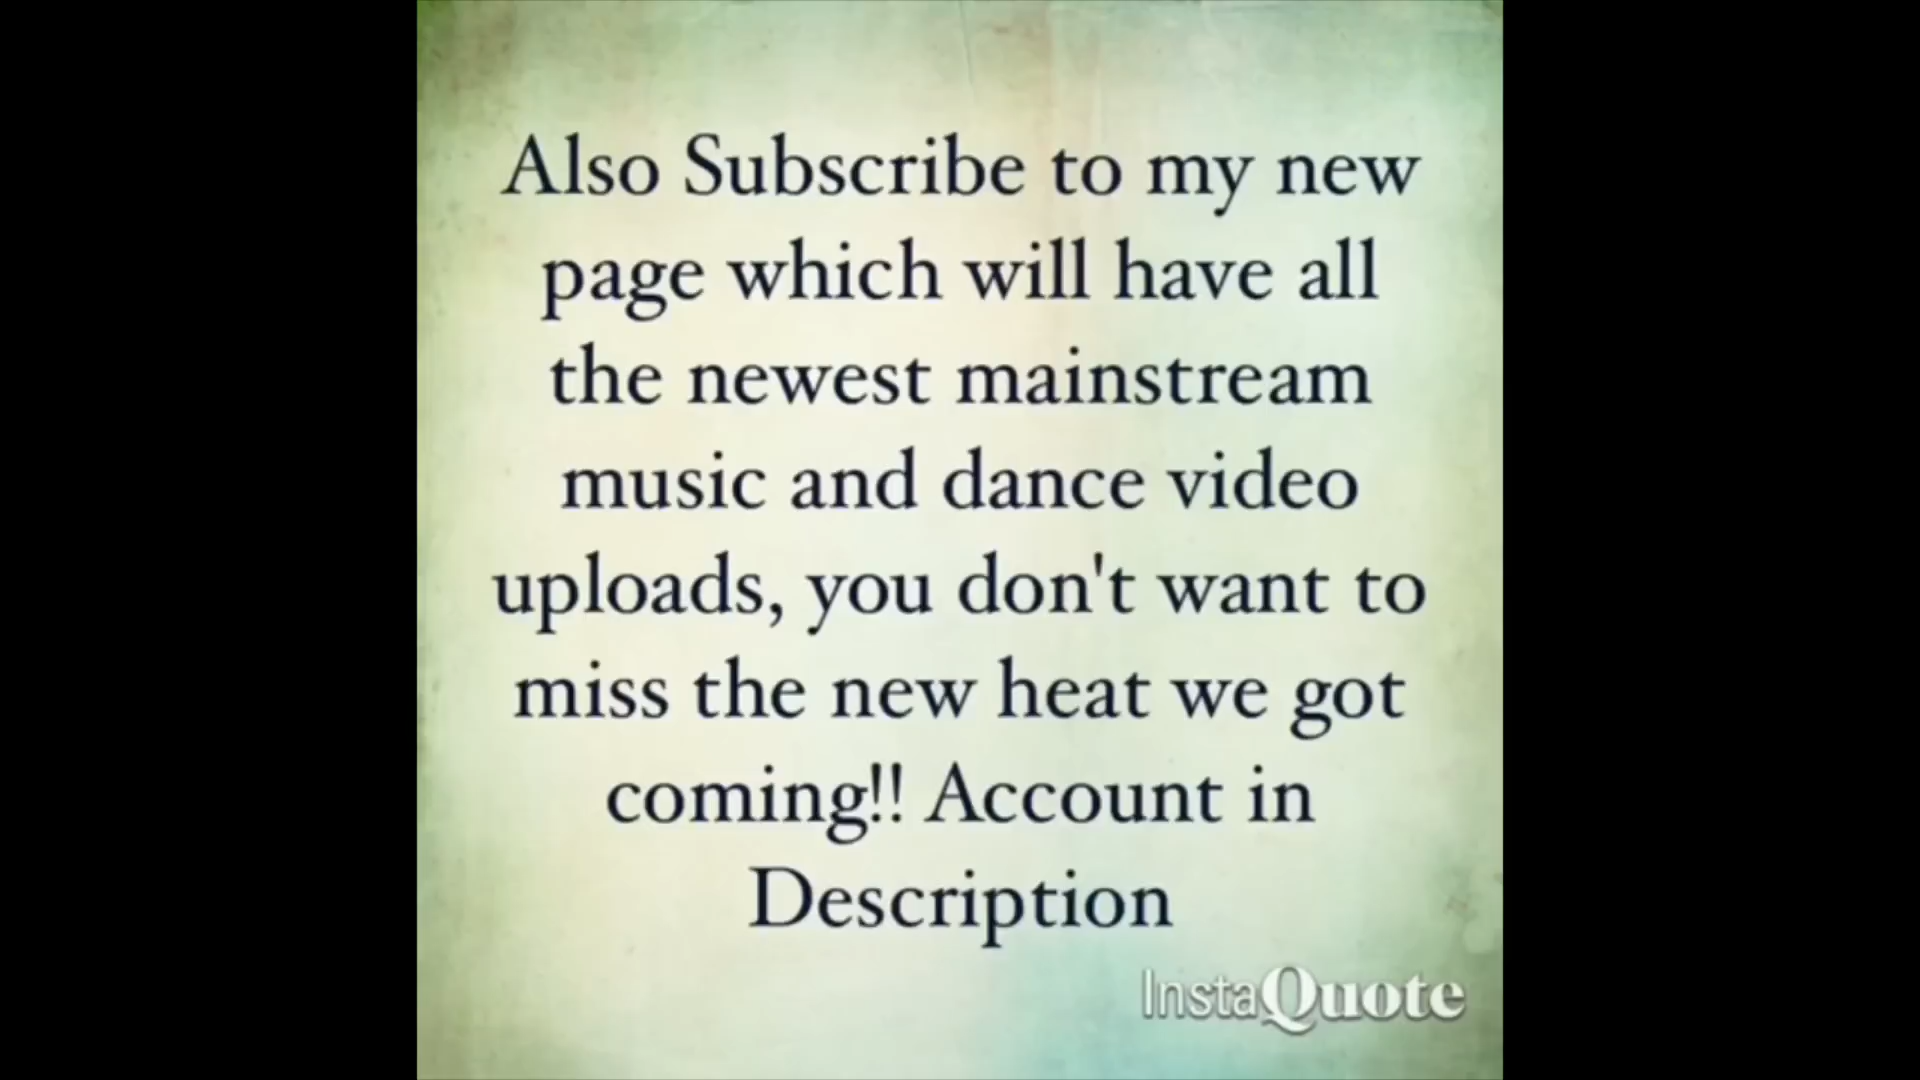 Also Subscribe to my new
page which will have all
the newest mainstream
music and dance video
uploads, you don't want to
miss the new heat we got
coming!! Account in
Description
InstaQuote